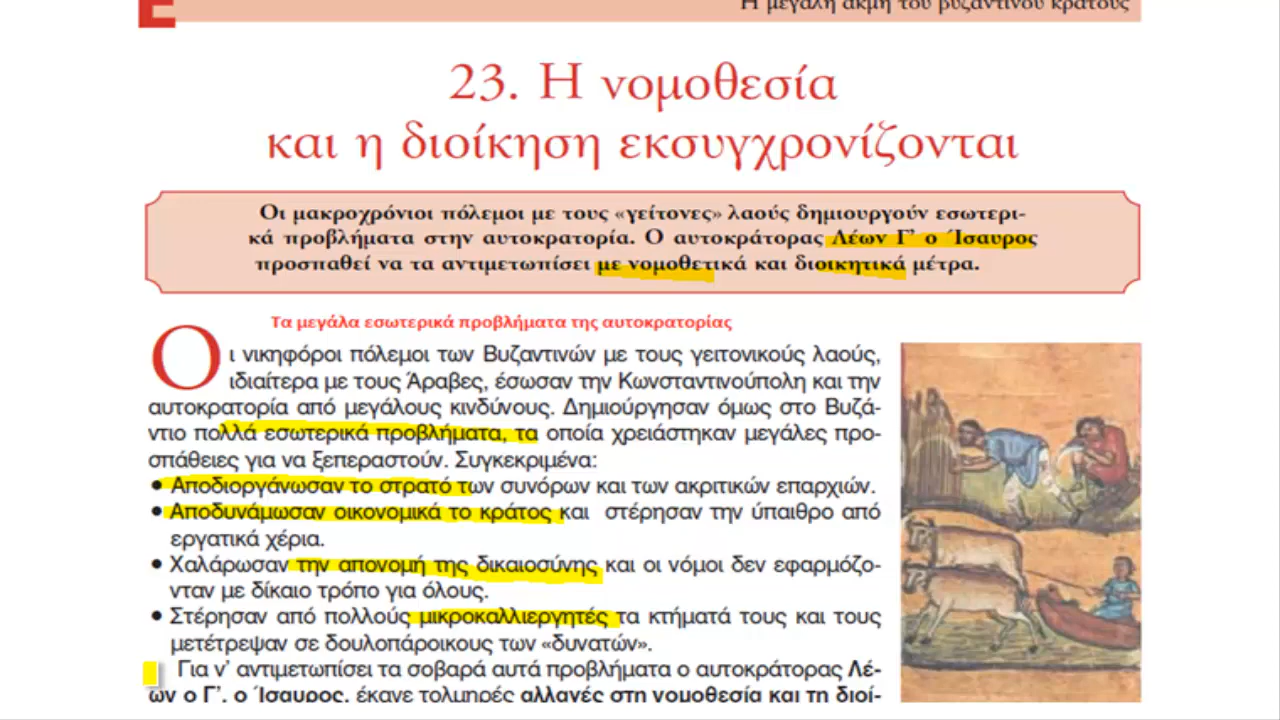 Ε
Η μεγάλη ακμή του βυζαντινού κράτους
23. Η νομοθεσία
και η διοίκηση εκσυγχρονίζονται
Οι μακροχρόνιοι πόλεμοι με τους «γείτονες» λαούς δημιουργούν εσωτερι-
κά προβλήματα στην αυτοκρατορία. Ο αυτοκράτορας Λέων Γ’ ο Ίσαυρος
προσπαθεί να τα αντιμετωπίσει με νομοθετικά και διοικητικά μέτρα.
Τα μεγάλα εσωτερικά προβλήματα της αυτοκρατορίας
Οι νικηφόροι πόλεμοι των Βυζαντινών με τους γειτονικούς λαούς,
ιδιαίτερα με τους Άραβες, έσωσαν την Κωνσταντινούπολη και την
αυτοκρατορία από μεγάλους κινδύνους. Δημιούργησαν όμως στο Βυζά-
ντιο πολλά εσωτερικά προβλήματα, τα οποία χρειάστηκαν μεγάλες προ-
σπάθειες για να ξεπεραστούν. Συγκεκριμένα:
• Αποδιοργάνωσαν το στρατό των συνόρων και των ακριτικών επαρχιών.
• Αποδυνάμωσαν οικονομικά το κράτος και στέρησαν την ύπαιθρο από
εργατικά χέρια.
• Χαλάρωσαν την απονομή της δικαιοσύνης και οι νόμοι δεν εφαρμόζο-
νταν με δίκαιο τρόπο για όλους.
• Στέρησαν από πολλούς μικροκαλλιεργητές τα κτήματά τους και τους
μετέτρεψαν σε δουλοπάροικους των «δυνατών».
Για ν’ αντιμετωπίσει τα σοβαρά αυτά προβλήματα ο αυτοκράτορας Λέ-
ων ο Γ’, ο Ίσαυρος, έκανε τολμηρές αλλαγές στη νομοθεσία και τη διοί-